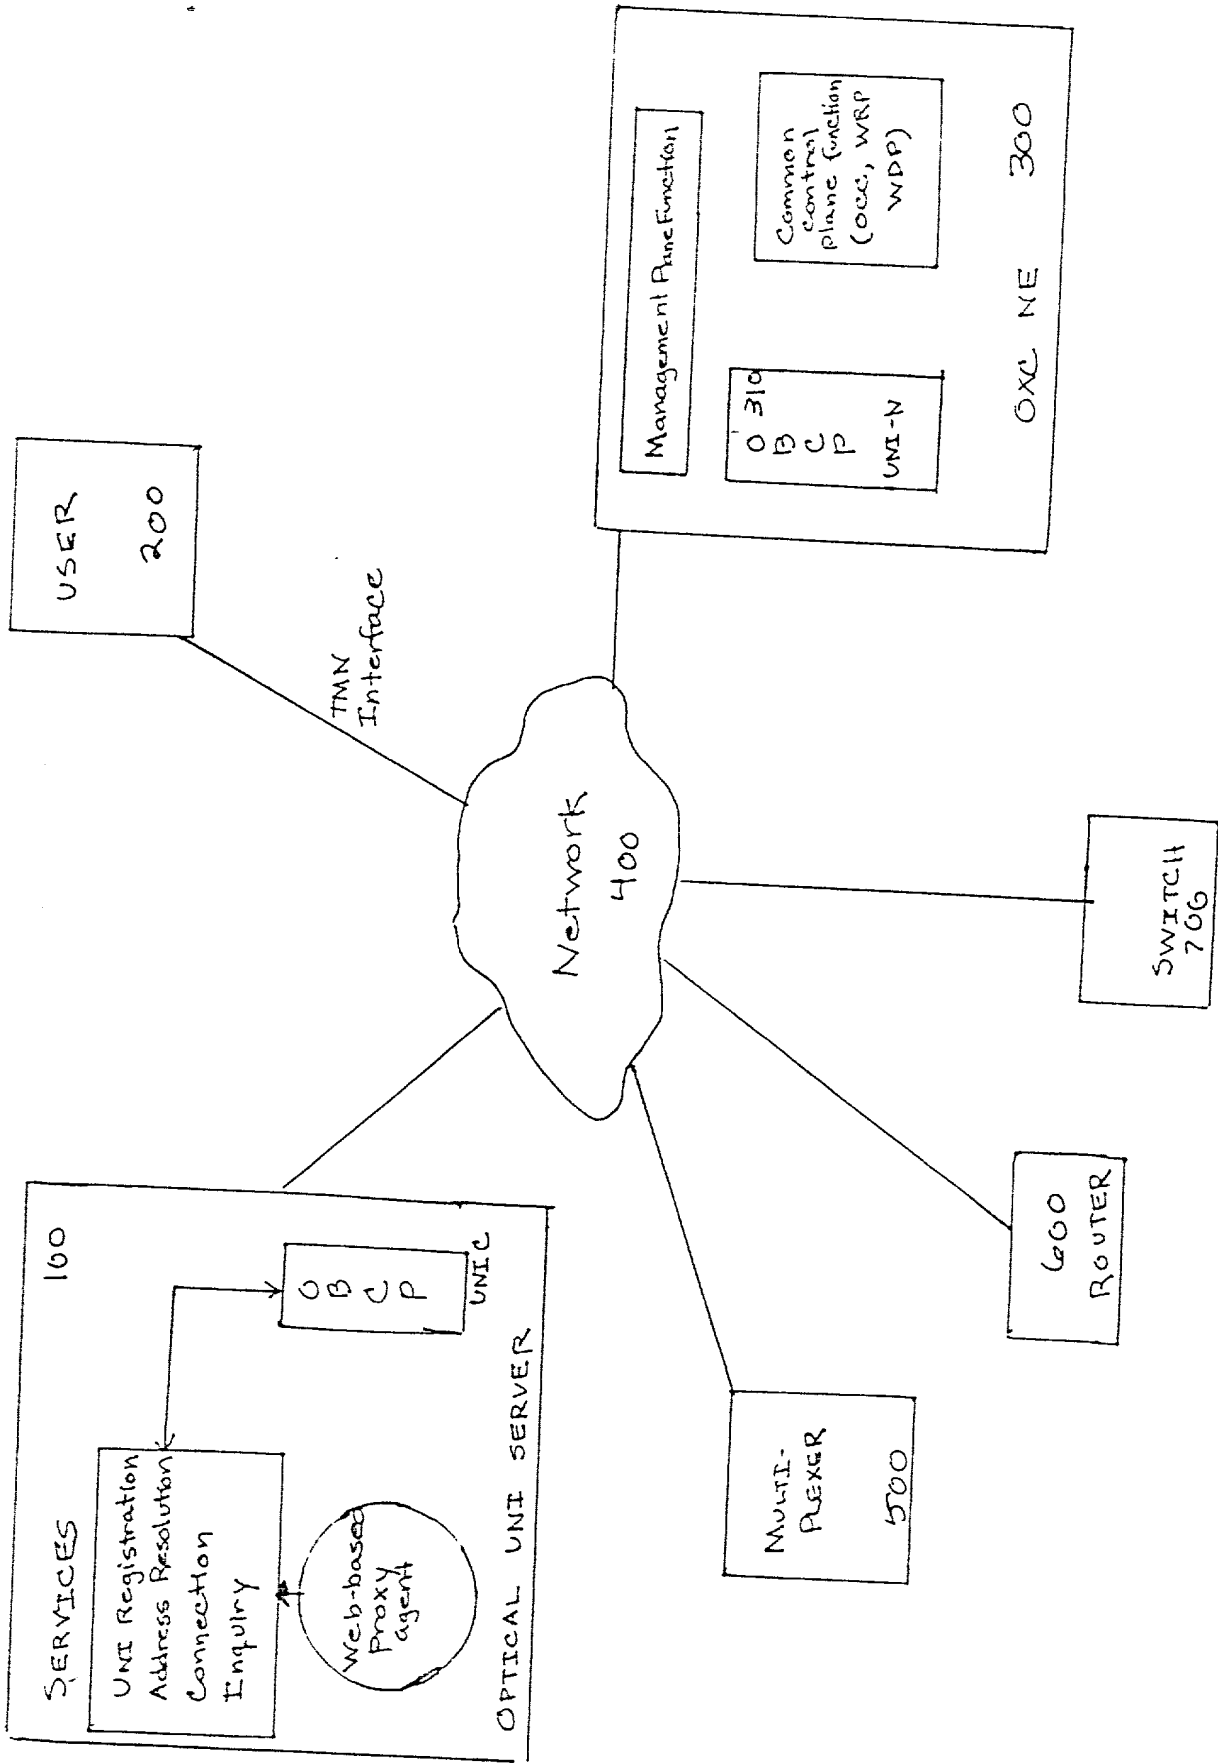 SERVICES
100
UNI Registration
Address Resolution
Connection
Inquiry
O
B
C
P
UNI C
Web-based
Proxy
agent
OPTICAL UNI SERVER
USER
200
TMN
Interface
Network
400
Management Plane Function
O 310
B
C
P
UNI-N
Common
control
plane function
(OCC, WRP
WDP)
OXC NE 300
MULTI-
PLEXER
500
600
ROUTER
SWITCH
700